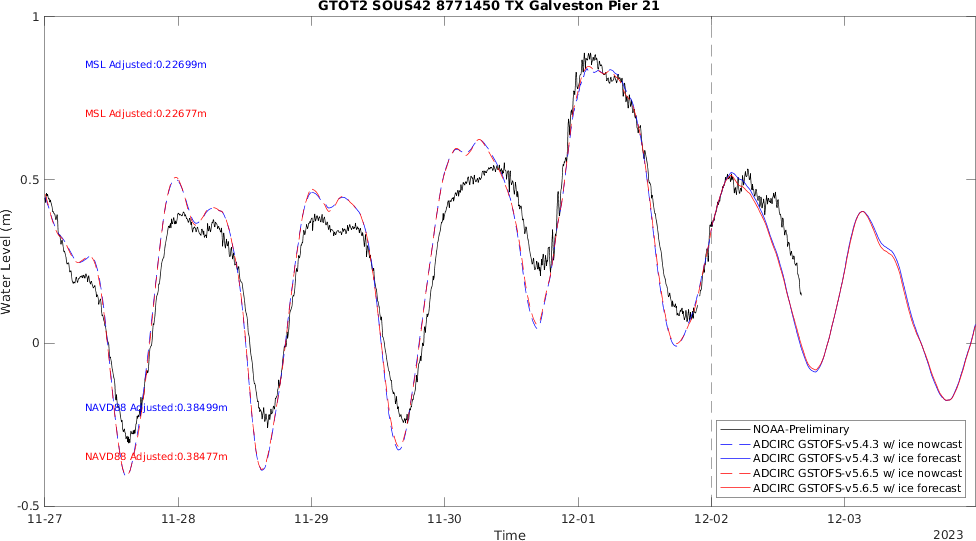 GTOT2 SOUS42 8771450 TX Galveston Pier 21
1
MSL Adjusted:0.22699m
MSL Adjusted:0.22677m
0.5
Water Level (m)
0
NAVD88 Adjusted:0.38499m
NAVD88 Adjusted:0.38477m
NOAA-Preliminary
ADCIRC GSTOFS-v5.4.3 w/ice nowcast
ADCIRC GSTOFS-v5.4.3 w/ice forecast
ADCIRC GSTOFS-v5.6.5 w/ice nowcast
ADCIRC GSTOFS-v5.6.5 w/ice forecast
-0.5
11-27 11-28 11-29 11-30 12-01 12-02 12-03
Time
2023